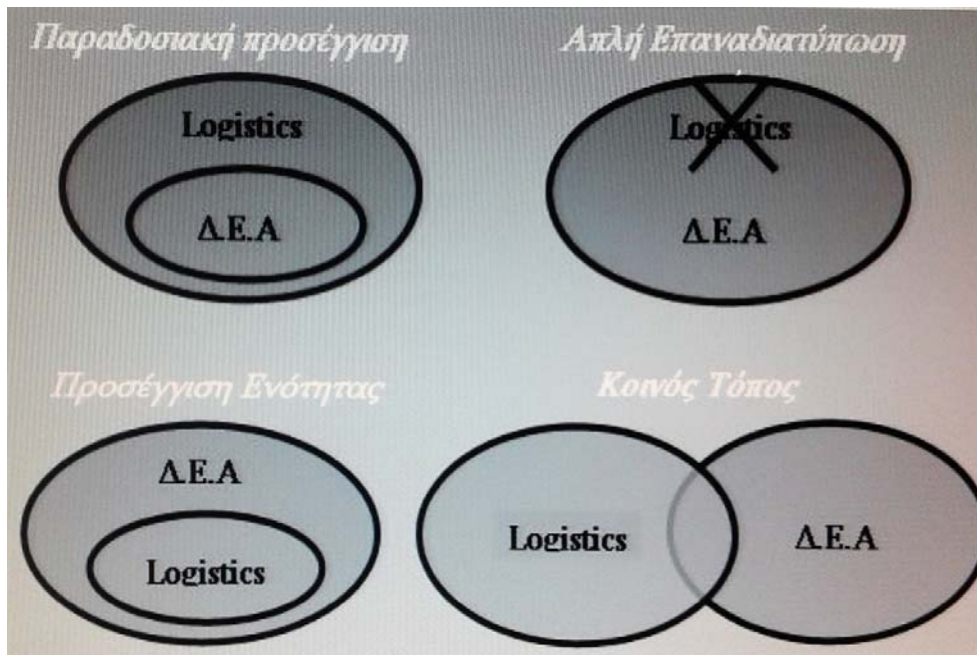 Παραδοσιακή προσέγγιση
Logistics
Δ.Ε.Α
Απλή Επαναδιατύπωση
Logistics
Δ.Ε.Α
Προσέγγιση Ενότητας
Δ.Ε.Α
Logistics
Κοινός Τόπος
Logistics
Δ.Ε.Α